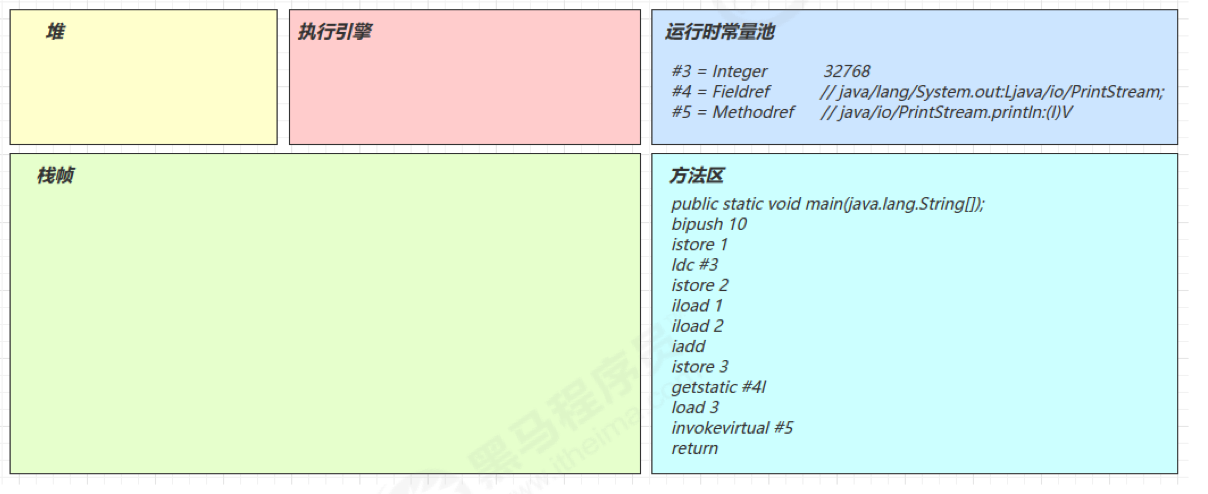 堆
执行引擎
运行时常量池
#3 = Integer 32768
#4 = Fieldref // java/lang/System.out:Ljava/io/PrintStream;
#5 = Methodref // java/io/PrintStream.println:(I)V
栈帧
方法区
public static void main(java.lang.String[]);
bipush 10
istore 1
ldc #3
istore 2
iload 1
iload 2
iadd
istore 3
getstatic #4I
load 3
invokevirtual #5
return
黑马程序员
www.itheima.com